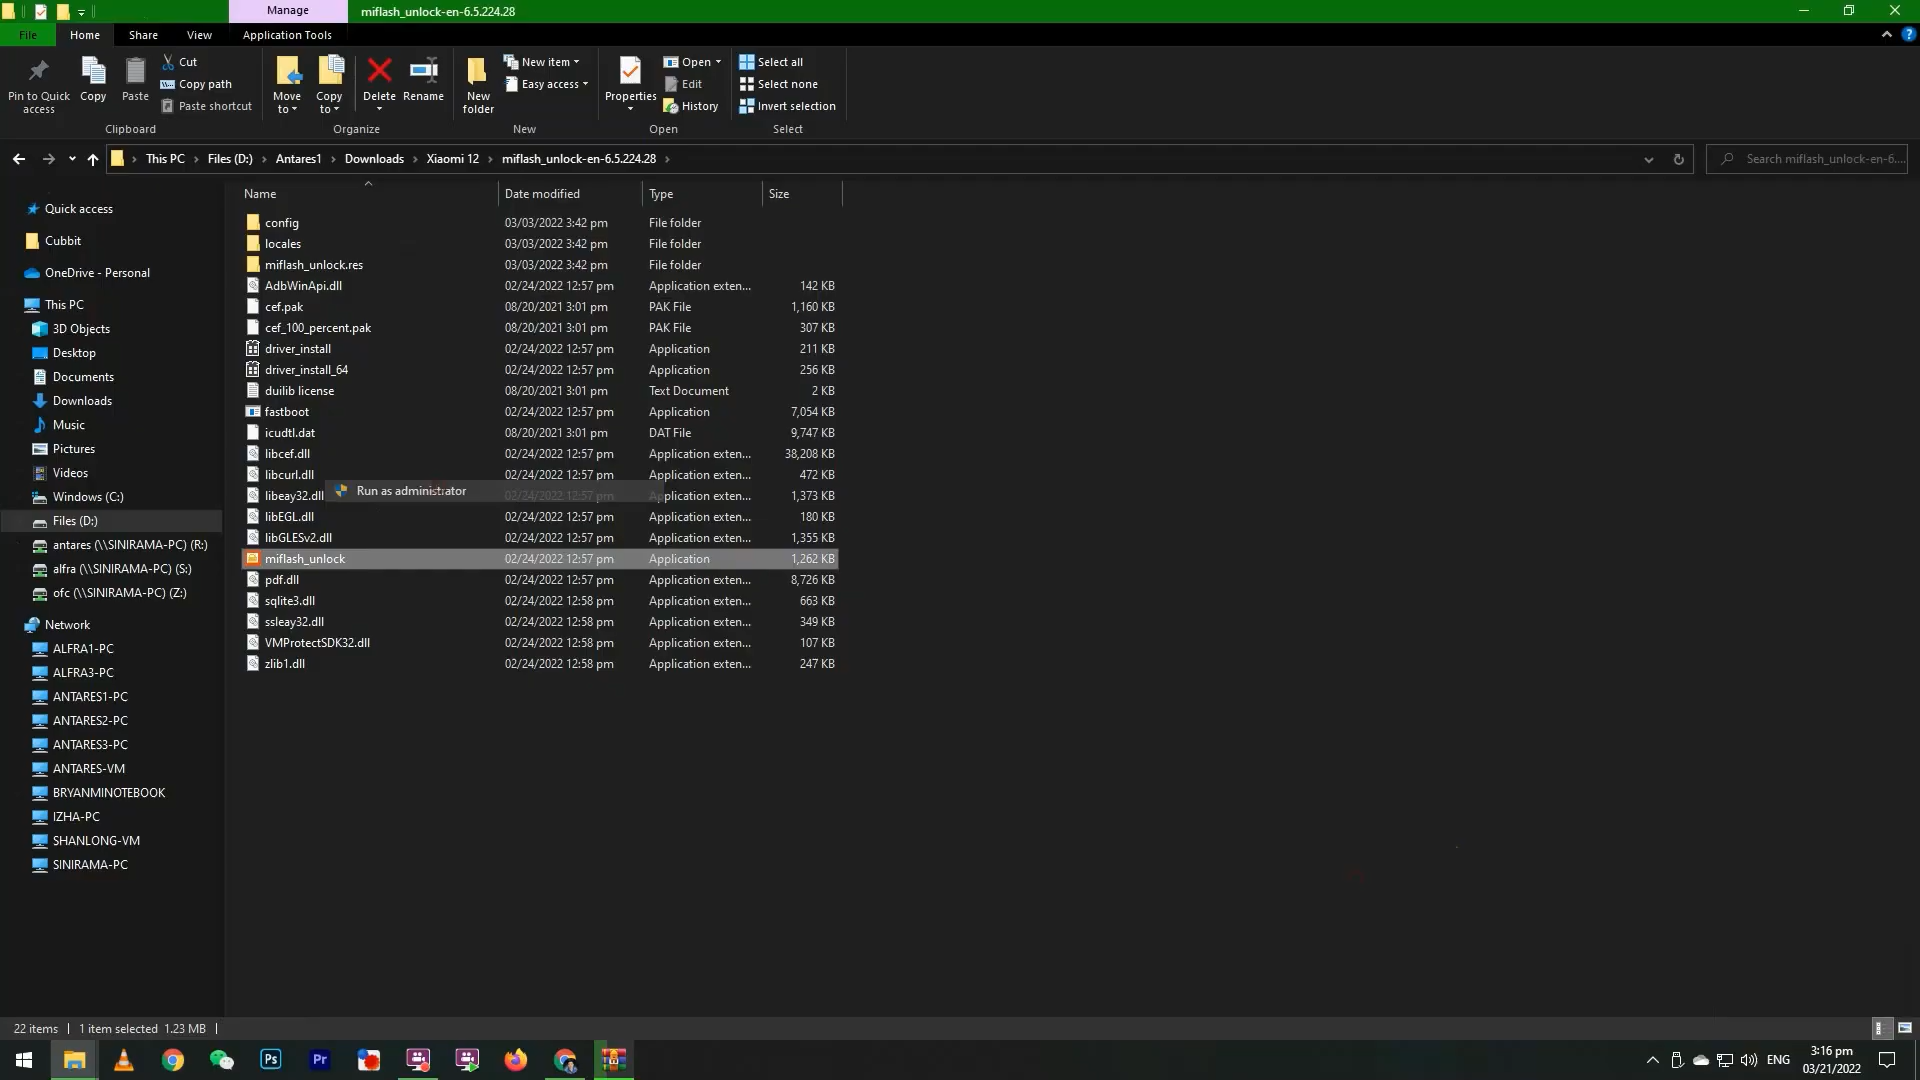 Manage
miflash_unlock-en-6.5.224.28
File
Home
Share
View
Application Tools
Pin to Quick access
Copy
Paste
Cut
Copy path
Paste shortcut
Clipboard
Move to
Copy to
Delete
Rename
Organize
New folder
New item
Easy access
New
Properties
Open
Edit
History
Open
Select all
Select none
Invert selection
Select
This PC > Files (D:) > Antares1 > Downloads > Xiaomi 12 > miflash_unlock-en-6.5.224.28 >
Search miflash_unlock-en-6....
Quick access
Cubbit
OneDrive - Personal
This PC
3D Objects
Desktop
Documents
Downloads
Music
Pictures
Videos
Windows (C:)
Files (D:)
antares (\\SINIRAMA-PC) (R:)
alfra (\\SINIRAMA-PC) (S:)
ofc (\\SINIRAMA-PC) (Z:)
Network
ALFRA1-PC
ALFRA3-PC
ANTARES1-PC
ANTARES2-PC
ANTARES3-PC
ANTARES-VM
BRYANMINOTEBOOK
IZHA-PC
SHANLONG-VM
SINIRAMA-PC
Name Date modified Type Size
config 03/03/2022 3:42 pm File folder
locales 03/03/2022 3:42 pm File folder
miflash_unlock.res 03/03/2022 3:42 pm File folder
AdbWinApi.dll 02/24/2022 12:57 pm Application exten... 142 KB
cef.pak 08/20/2021 3:01 pm PAK File 1,160 KB
cef_100_percent.pak 08/20/2021 3:01 pm PAK File 307 KB
driver_install 02/24/2022 12:57 pm Application 211 KB
driver_install_64 02/24/2022 12:57 pm Application 256 KB
duilib license 08/20/2021 3:01 pm Text Document 2 KB
fastboot 02/24/2022 12:57 pm Application 7,054 KB
icudtl.dat 08/20/2021 3:01 pm DAT File 9,747 KB
libcef.dll 02/24/2022 12:57 pm Application exten... 38,208 KB
libcurl.dll 02/24/2022 12:57 pm Application exten... 472 KB
Run as administrator
libeay32.dll 02/24/2022 12:57 pm Application exten... 1,373 KB
libEGL.dll 02/24/2022 12:57 pm Application exten... 180 KB
libGLESv2.dll 02/24/2022 12:57 pm Application exten... 1,355 KB
miflash_unlock 02/24/2022 12:57 pm Application 1,262 KB
pdf.dll 02/24/2022 12:57 pm Application exten... 8,726 KB
sqlite3.dll 02/24/2022 12:58 pm Application exten... 663 KB
ssleay32.dll 02/24/2022 12:58 pm Application exten... 349 KB
VMProtectSDK32.dll 02/24/2022 12:58 pm Application exten... 107 KB
zlib1.dll 02/24/2022 12:58 pm Application exten... 247 KB
22 items | 1 item selected 1.23 MB |
Ps
Pr
ENG
3:16 pm
03/21/2022